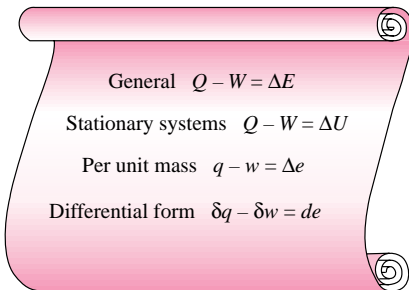 General Q – W = ΔE
Stationary systems Q – W = ΔU
Per unit mass q – w = Δe
Differential form δq – δw = de